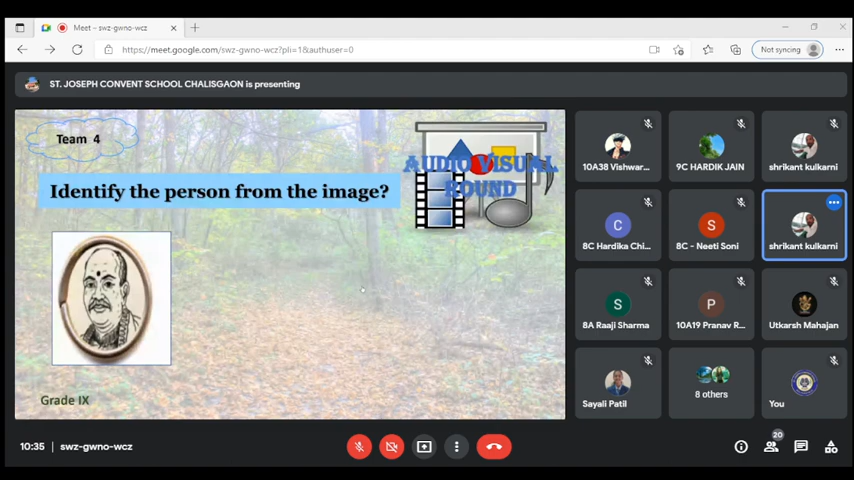 Meet – swz-gwno-wcz
https://meet.google.com/swz-gwno-wcz?pli=1&authuser=0
Not syncing
ST. JOSEPH CONVENT SCHOOL CHALISGAON is presenting
Team 4
AUDIO VISUAL
ROUND
Identify the person from the image?
Grade IX
10A38 Vishwar...
9C HARDIK JAIN
shrikant kulkarni
C
8C Hardika Chi...
S
8C - Neeti Soni
shrikant kulkarni
S
8A Raaji Sharma
P
10A19 Pranav R...
Utkarsh Mahajan
Sayali Patil
8 others
You
10:35 | swz-gwno-wcz
20